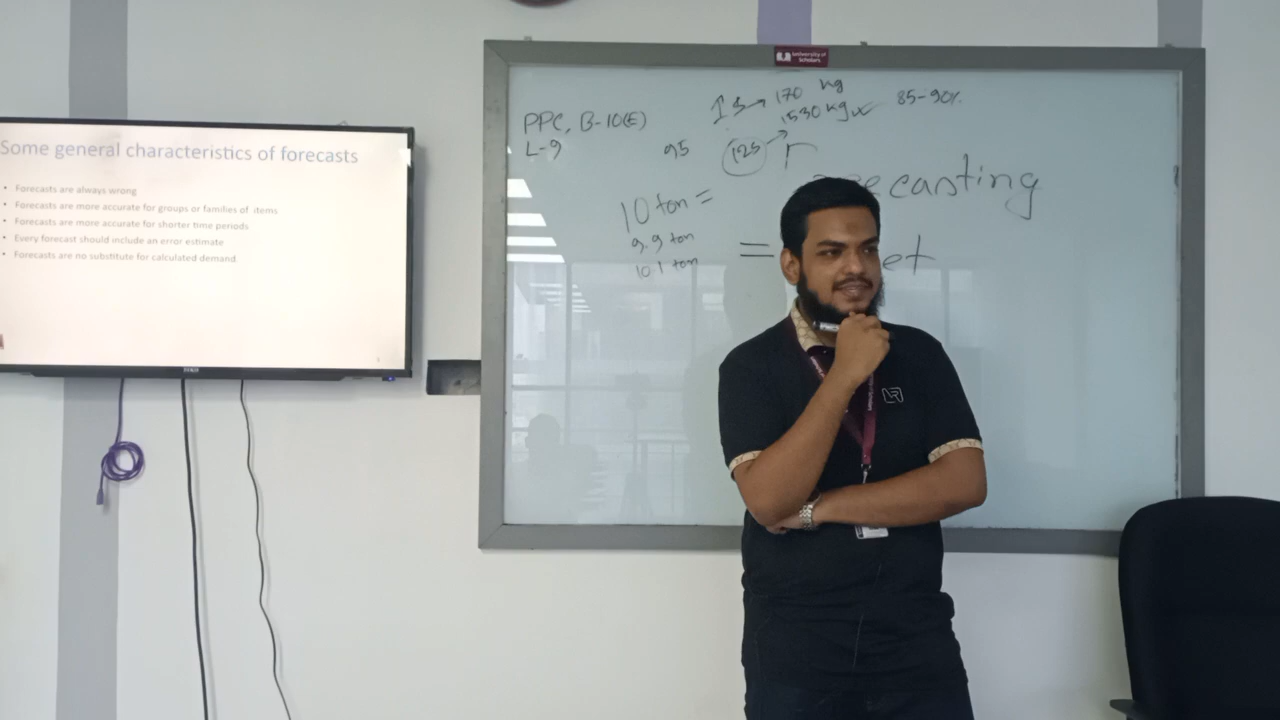 Some general characteristics of forecasts
• Forecasts are always wrong
• Forecasts are more accurate for groups or families of items
• Forecasts are more accurate for shorter time periods
• Every forecast should include an error estimate
• Forecasts are no substitute for calculated demand.
University of
Scholars
PPC, B-10(E)
L-9
170 kg
1530 kg
85-90%
95
125
10 ton =
9.9 ton
10.1 ton
ecasting
=
et